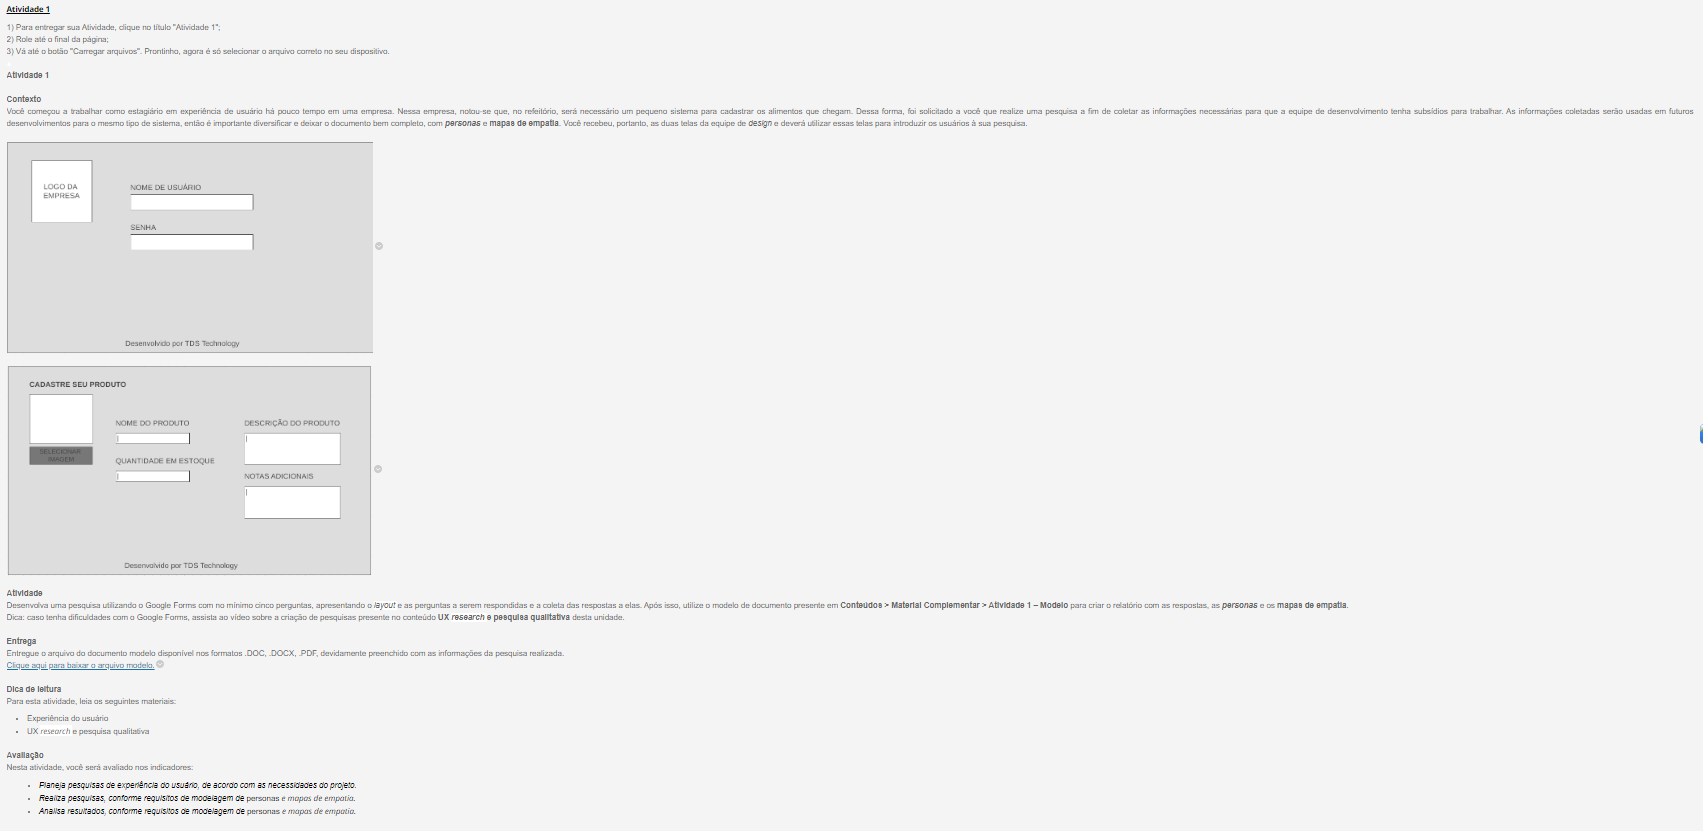 Atividade 1
1) Para entregar sua Atividade, clique no título "Atividade 1";
2) Role até o final da página;
3) Vá até o botão "Carregar arquivos". Prontinho, agora é só selecionar o arquivo correto no seu dispositivo.
Atividade 1
Contexto
Você começou a trabalhar como estagiário em experiência de usuário há pouco tempo em uma empresa. Nessa empresa, notou-se que, no refeitório, será necessário um pequeno sistema para cadastrar os alimentos que chegam. Dessa forma, foi solicitado a você que realize uma pesquisa a fim de coletar as informações necessárias para que a equipe de desenvolvimento tenha subsídios para trabalhar. As informações coletadas serão usadas em futuros
desenvolvimentos para o mesmo tipo de sistema, então é importante diversificar e deixar o documento bem completo, com personas e mapas de empatia. Você recebeu, portanto, as duas telas da equipe de design e deverá utilizar essas telas para introduzir os usuários à sua pesquisa.
LOGO DA
EMPRESA
NOME DE USUÁRIO
SENHA
Desenvolvido por TDS Technology
CADASTRE SEU PRODUTO
SELECIONAR
IMAGEM
NOME DO PRODUTO
QUANTIDADE EM ESTOQUE
DESCRIÇÃO DO PRODUTO
NOTAS ADICIONAIS
Desenvolvido por TDS Technology
Atividade
Desenvolva uma pesquisa utilizando o Google Forms com no mínimo cinco perguntas, apresentando o layout e as perguntas a serem respondidas e a coleta das respostas a elas. Após isso, utilize o modelo de documento presente em Conteúdos > Material Complementar > Atividade 1 – Modelo para criar o relatório com as respostas, as personas e os mapas de empatia.
Dica: caso tenha dificuldades com o Google Forms, assista ao vídeo sobre a criação de pesquisas presente no conteúdo UX research e pesquisa qualitativa desta unidade.
Entrega
Entregue o arquivo do documento modelo disponível nos formatos .DOC, .DOCX, .PDF, devidamente preenchido com as informações da pesquisa realizada.
Clique aqui para baixar o arquivo modelo.
Dica de leitura
Para esta atividade, leia os seguintes materiais:
• Experiência do usuário
• UX research e pesquisa qualitativa
Avaliação
Nesta atividade, você será avaliado nos indicadores:
• Planeja pesquisas de experiência do usuário, de acordo com as necessidades do projeto.
• Realiza pesquisas, conforme requisitos de modelagem de personas e mapas de empatia.
• Analisa resultados, conforme requisitos de modelagem de personas e mapas de empatia.